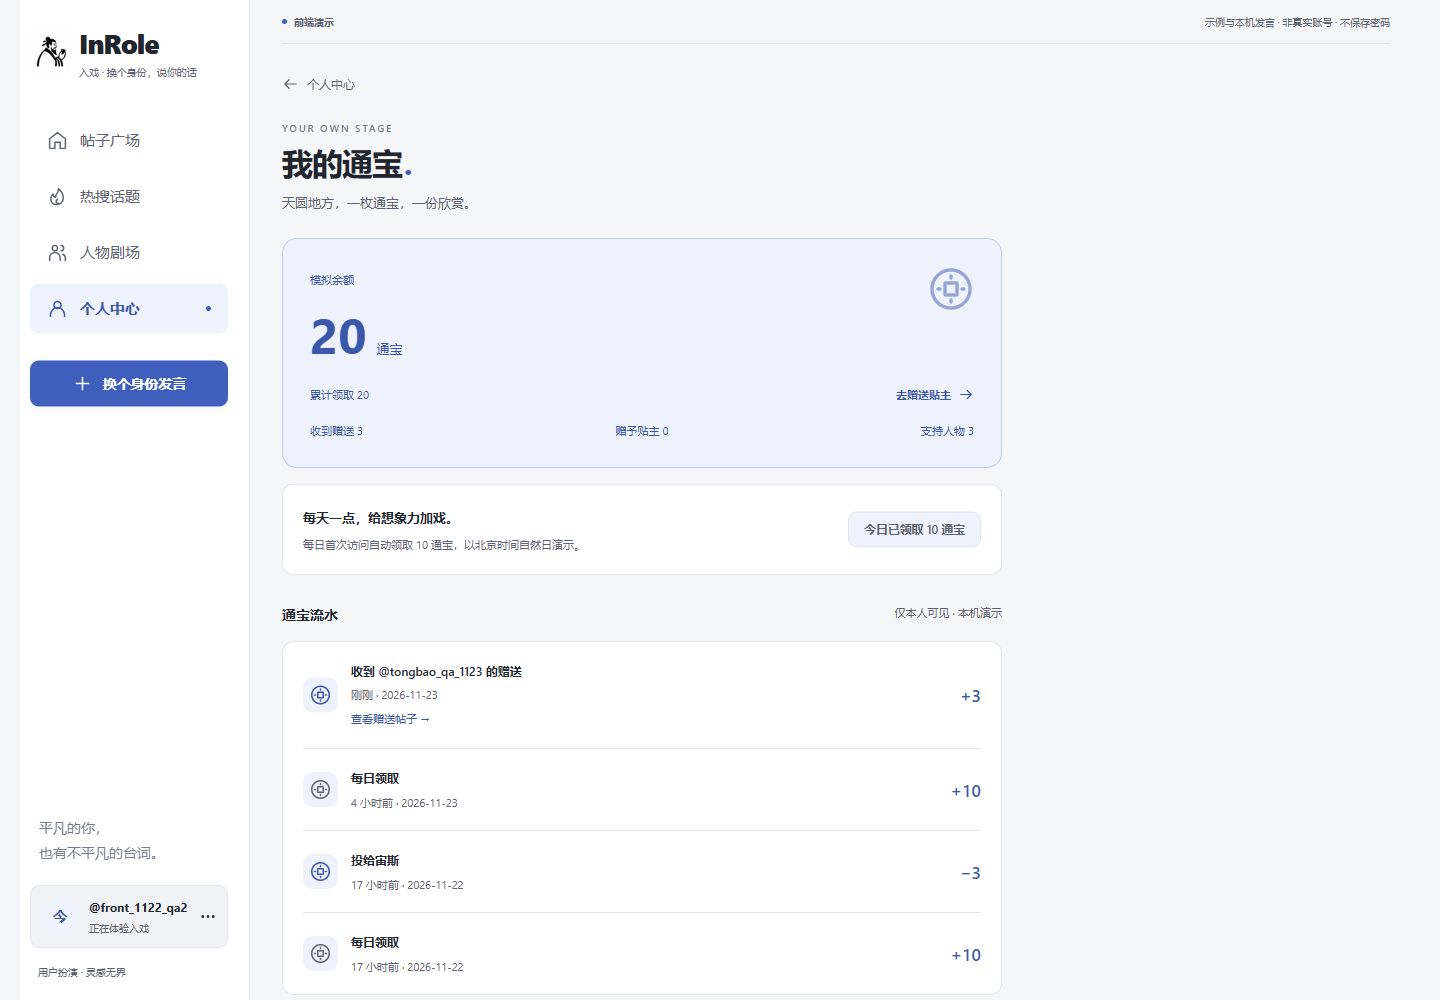 InRole
入戏 · 换个身份，说你的话
帖子广场
热搜话题
人物剧场
个人中心
换个身份发言
平凡的你，
也有不平凡的台词。
今
@front_1122_qa2
正在体验入戏
用户扮演 · 灵感无界
前端演示
示例与本机发言 · 非真实账号 · 不保存密码
个人中心
YOUR OWN STAGE
我的通宝.
天圆地方，一枚通宝，一份欣赏。
模拟余额
20 通宝
累计领取 20
去赠送贴主 →
收到赠送 3
赠予贴主 0
支持人物 3
每天一点，给想象力加戏。
每日首次访问自动领取 10 通宝，以北京时间自然日演示。
今日已领取 10 通宝
通宝流水
仅本人可见 · 本机演示
收到 @tongbao_qa_1123 的赠送
刚刚 · 2026-11-23
查看赠送帖子 →
+3
每日领取
4 小时前 · 2026-11-23
+10
投给宙斯
17 小时前 · 2026-11-22
−3
每日领取
17 小时前 · 2026-11-22
+10